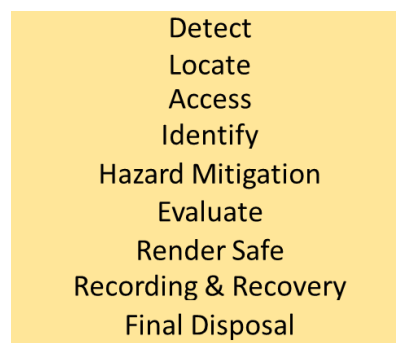 Detect
Locate
Access
Identify
Hazard Mitigation
Evaluate
Render Safe
Recording & Recovery
Final Disposal